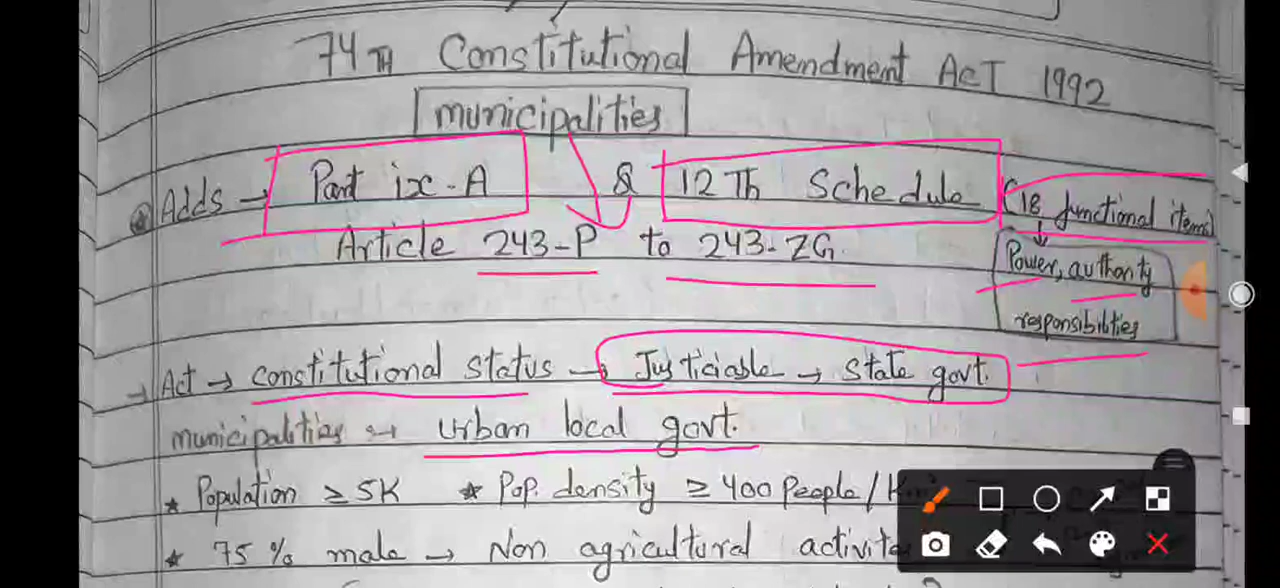 74TH Constitutional Amendment ACT 1992
municipalities
Adds → Part ix-A & 12Th Schedule (18 functional items)
Article 243-P to 243-ZG.
Power, authority
responsibilties
→ Act → constitutional status → Justiciable → state govt.
municipalities → Urban local govt.
* Population ≥ 5K * Pop. density ≥ 400 People/
* 75% male → Non agricultural